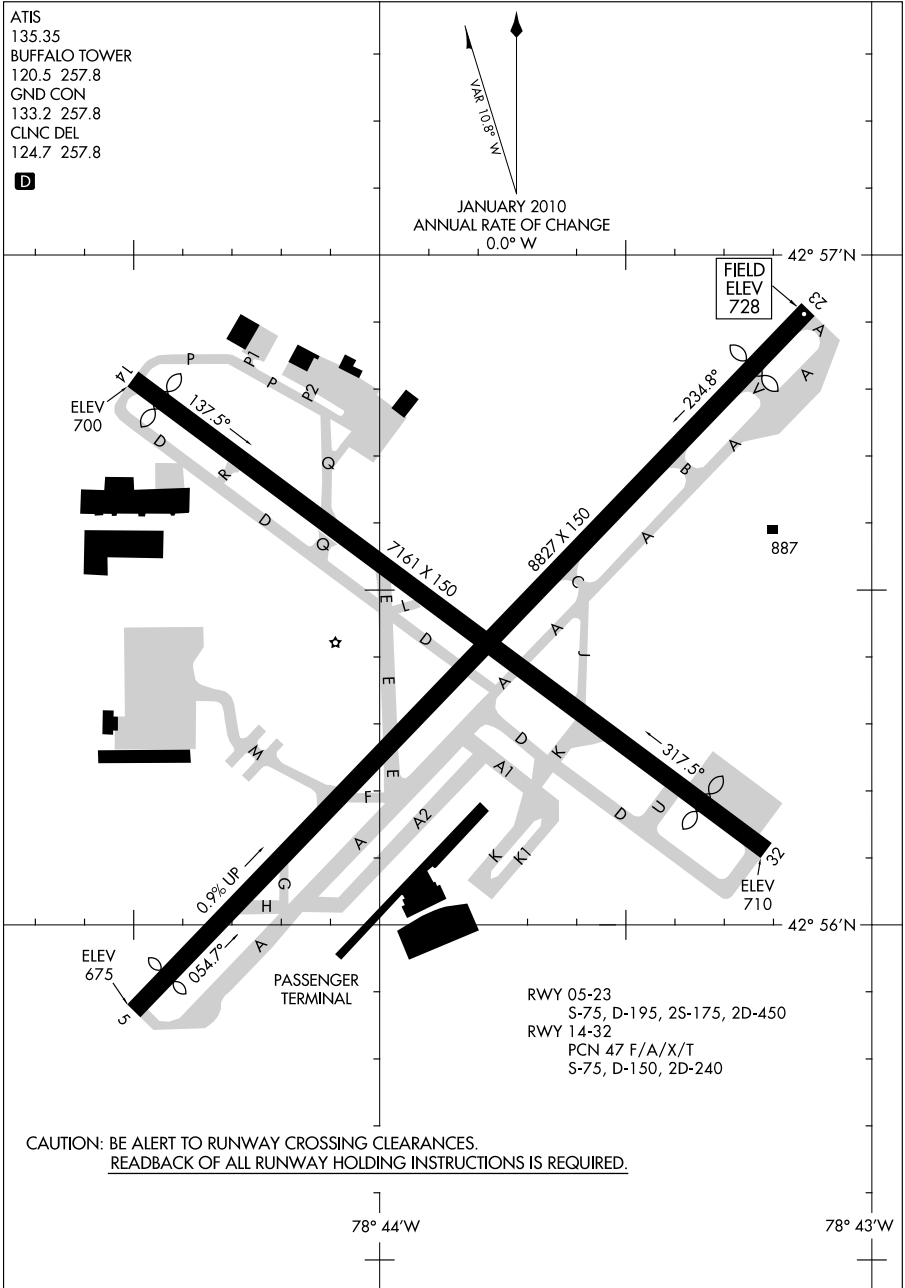 ATIS
135.35
BUFFALO TOWER
120.5 257.8
GND CON
133.2 257.8
CLNC DEL
124.7 257.8
D
VAR 10.8° W
JANUARY 2010
ANNUAL RATE OF CHANGE
0.0° W
42° 57'N
FIELD
ELEV
728
23
A
A
V
234.8°
P
P1
P
P2
14
ELEV
700
137.5°
D
R
D
Q
Q
A
B
A
8827 X 150
887
7161 X 150
C
E
L
D
A
J
E
A
D
K
317.5°
M
E
A1
F
A2
A
D
U
K
K1
32
ELEV
710
0.9% UP
G
H
A
42° 56'N
ELEV
675
054.7°
5
PASSENGER
TERMINAL
RWY 05-23
S-75, D-195, 2S-175, 2D-450
RWY 14-32
PCN 47 F/A/X/T
S-75, D-150, 2D-240
CAUTION: BE ALERT TO RUNWAY CROSSING CLEARANCES.
READBACK OF ALL RUNWAY HOLDING INSTRUCTIONS IS REQUIRED.
78° 44'W
78° 43'W